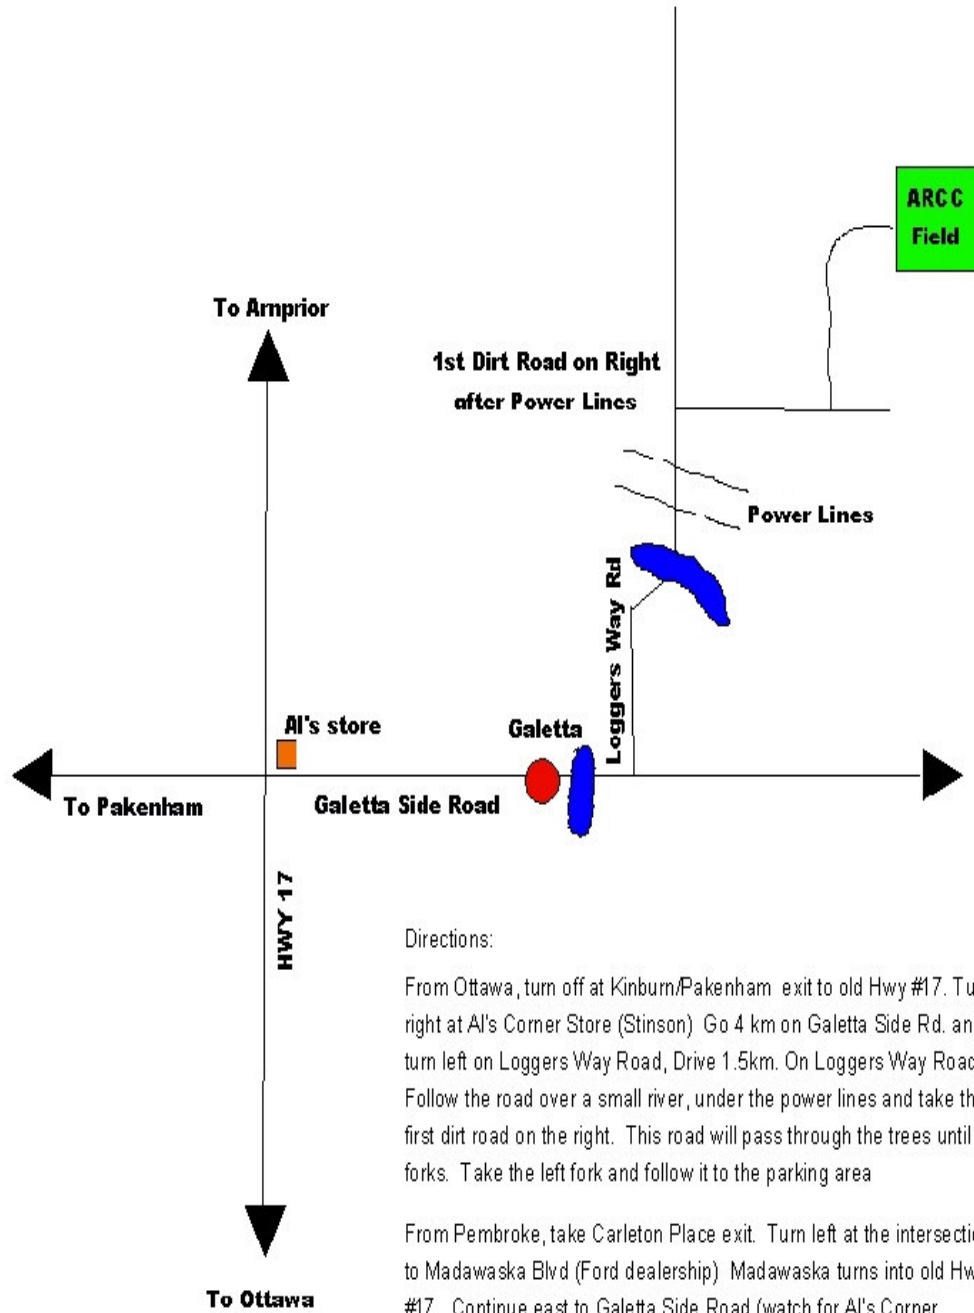 ARCC
Field
To Arnprior
1st Dirt Road on Right
after Power Lines
Power Lines
Loggers Way Rd
Al's store
Galetta
To Pakenham
Galetta Side Road
HWY 17
Directions:
From Ottawa, turn off at Kinburn/Pakenham exit to old Hwy #17. Tu
right at Al's Corner Store (Stinson) Go 4 km on Galetta Side Rd. an
turn left on Loggers Way Road, Drive 1.5km. On Loggers Way Road
Follow the road over a small river, under the power lines and take th
first dirt road on the right. This road will pass through the trees until
forks. Take the left fork and follow it to the parking area
From Pembroke, take Carleton Place exit. Turn left at the intersecti
to Madawaska Blvd (Ford dealership) Madawaska turns into old Hw
#17. Continue east to Galetta Side Road (watch for Al's Corner
To Ottawa